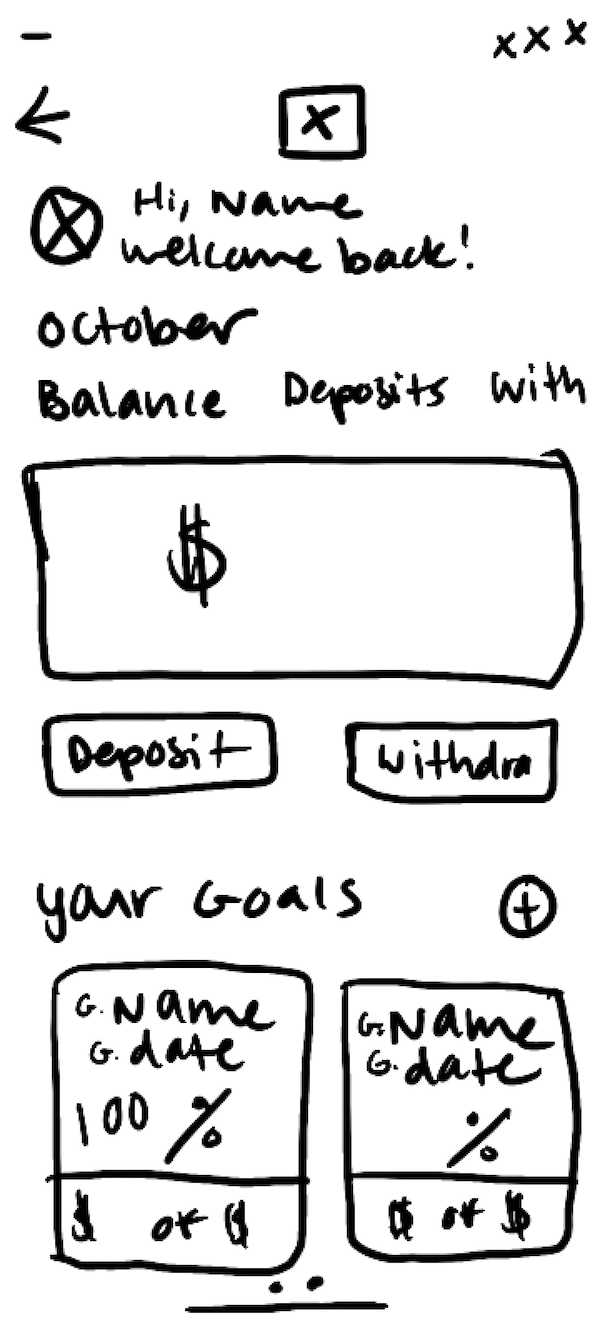 x x x
x
Hi, Name
welcome back!
october
Balance Deposits With
$
Deposit
Withdra
your Goals +
G. Name
G. date
100 %
$ of $
G. Name
G. date
%
$ of $